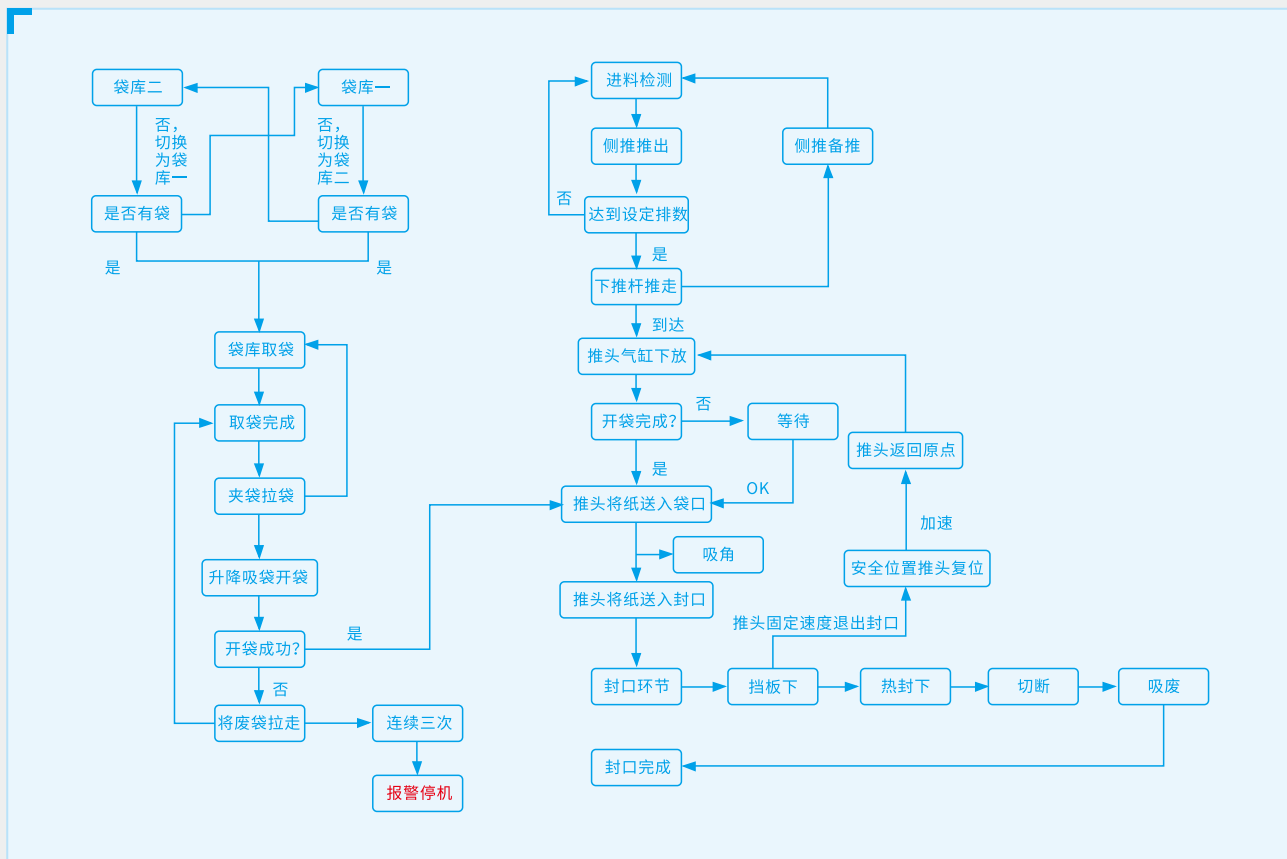 袋库二
袋库一
否，
切换
为袋
库一
否，
切换
为袋
库二
是否有袋
是否有袋
是
是
袋库取袋
取袋完成
夹袋拉袋
升降吸袋开袋
开袋成功？
是
否
将废袋拉走
连续三次
报警停机
进料检测
侧推推出
侧推备推
否
达到设定排数
是
下推杆推走
到达
推头气缸下放
开袋完成？
否
等待
是
OK
推头将纸送入袋口
吸角
推头将纸送入封口
推头返回原点
加速
安全位置推头复位
推头固定速度退出封口
封口环节
挡板下
热封下
切断
吸废
封口完成